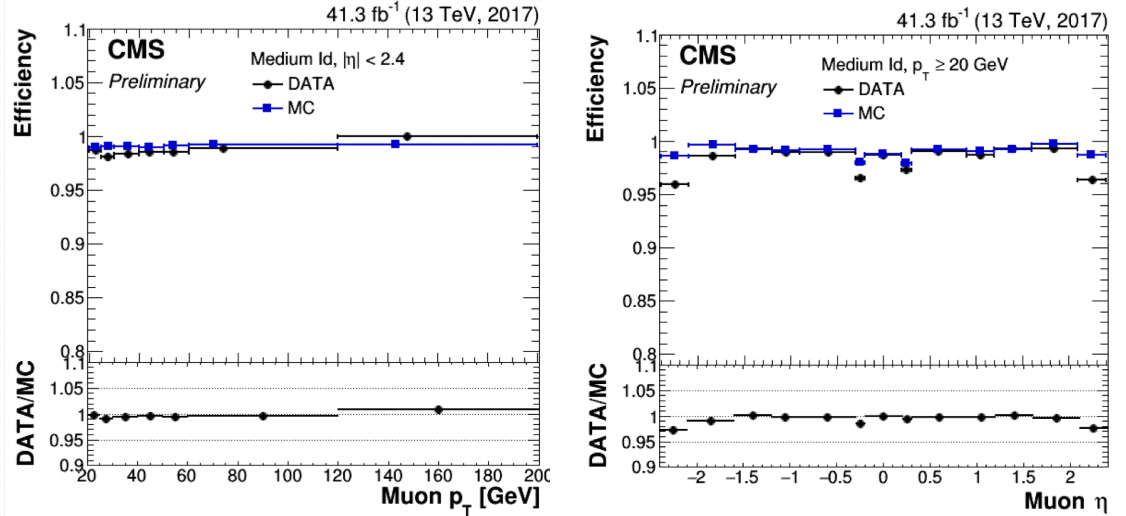 41.3 fb⁻¹ (13 TeV, 2017)
Efficiency
1.1
1.05
1
0.95
0.9
0.85
0.8
CMS
Preliminary
Medium Id, |η| < 2.4
DATA
MC
DATA/MC
1.1
1.05
1
0.95
0.9
20 40 60 80 100 120 140 160 180 200
Muon p_T [GeV]
41.3 fb⁻¹ (13 TeV, 2017)
Efficiency
1.1
1.05
1
0.95
0.9
0.85
0.8
CMS
Preliminary
Medium Id, p_T ≥ 20 GeV
DATA
MC
DATA/MC
1.1
1.05
1
0.95
0.9
−2 −1.5 −1 −0.5 0 0.5 1 1.5 2
Muon η